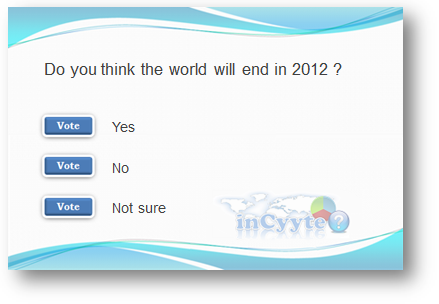 Do you think the world will end in 2012 ?
Vote Yes
Vote No
Vote Not sure
inCyyte?